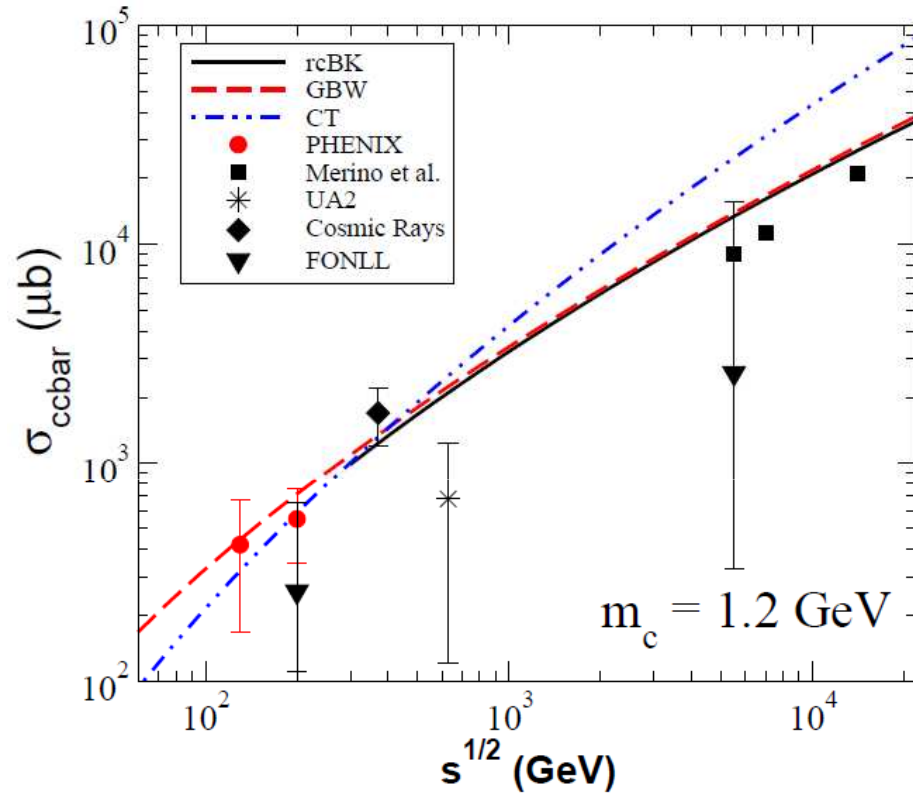 10^5
rcBK
GBW
CT
PHENIX
Merino et al.
UA2
Cosmic Rays
FONLL
10^4
σ_ccbar (μb)
10^3
m_c = 1.2 GeV
10^2
10^2 10^3 10^4
s^1/2 (GeV)